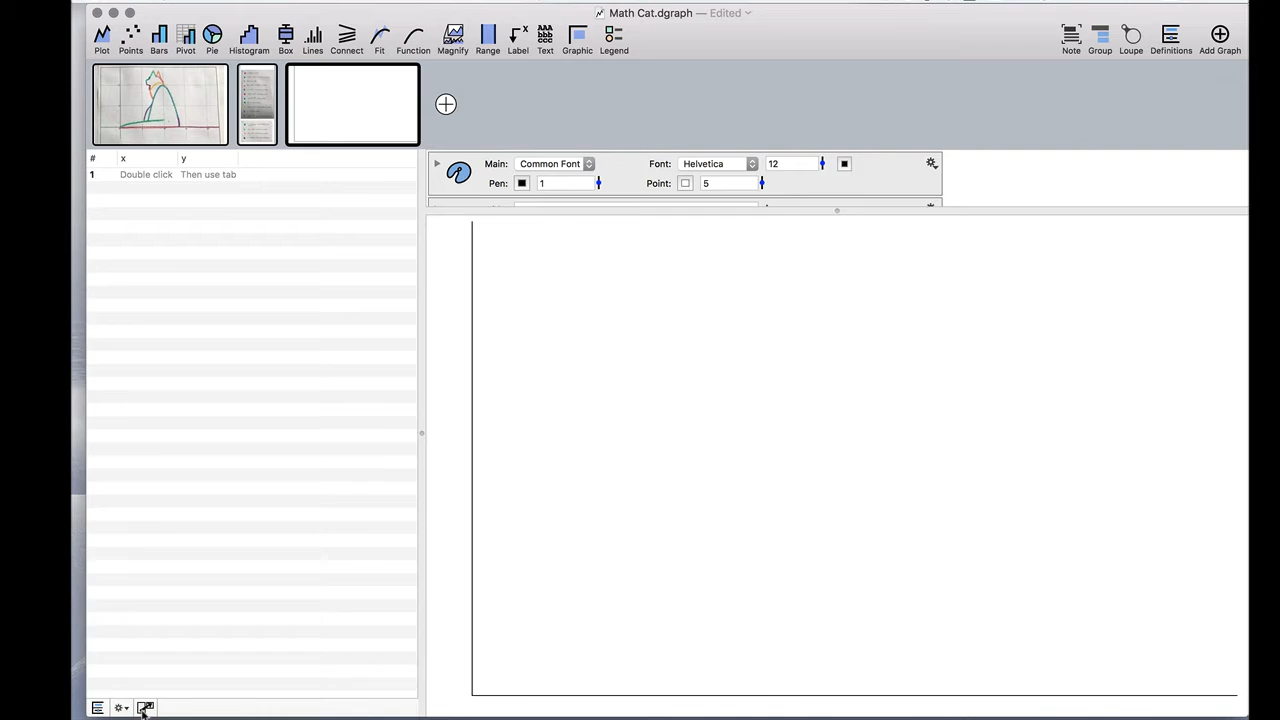 Math Cat.dgraph — Edited
Plot Points Bars Pivot Pie Histogram Box Lines Connect Fit Function Magnify Range Label Text Graphic Legend Note Group Loupe Definitions Add Graph
# x y
1 Double click Then use tab
Main: Common Font Font: Helvetica 12
Pen: 1 Point: 5